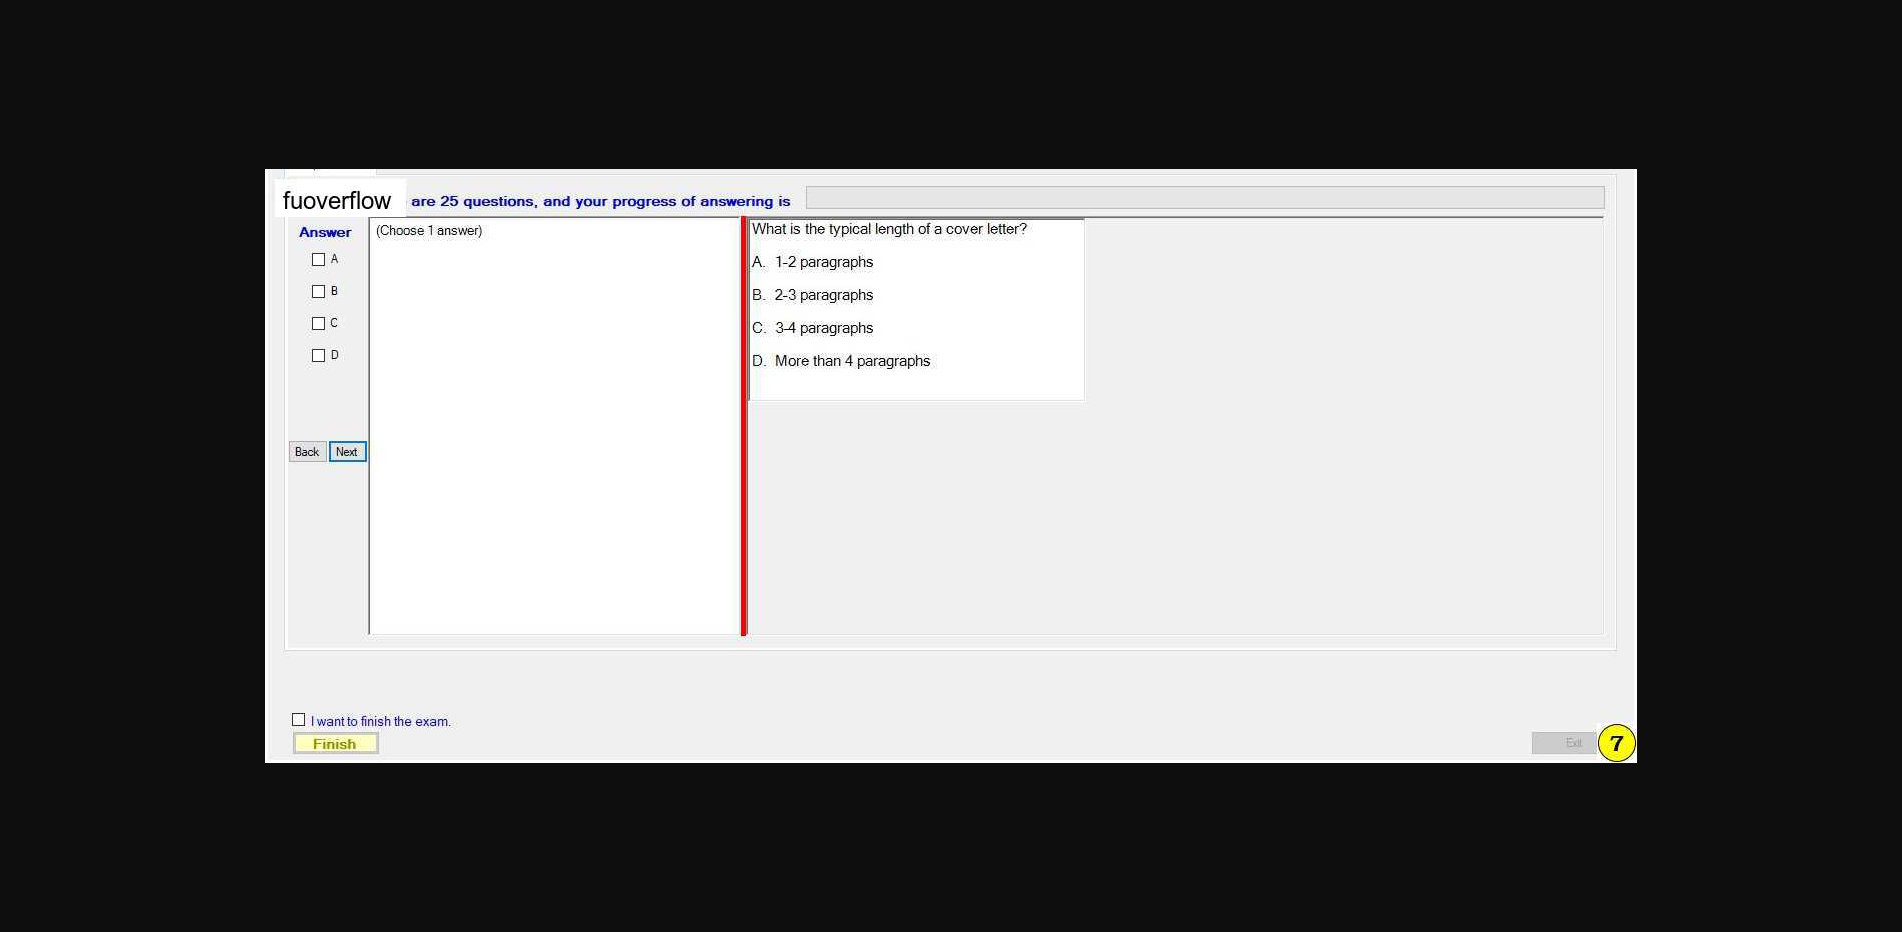 fuoverflow are 25 questions, and your progress of answering is
Answer
A
B
C
D
Back Next
(Choose 1 answer)
What is the typical length of a cover letter?
A. 1-2 paragraphs
B. 2-3 paragraphs
C. 3-4 paragraphs
D. More than 4 paragraphs
I want to finish the exam.
Finish
Exit
7